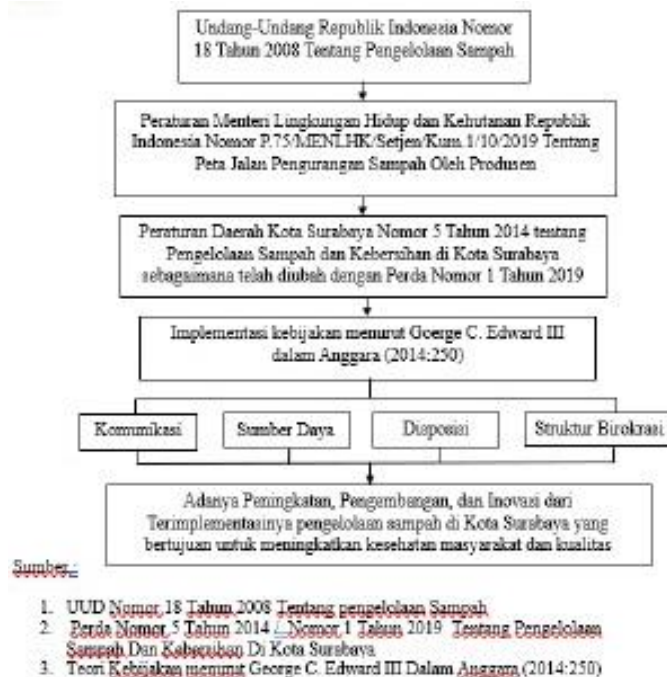 Undang-Undang Republik Indonesia Nomor
18 Tahun 2008 Tentang Pengelolaan Sampah
Peraturan Menteri Lingkungan Hidup dan Kehutanan Republik
Indonesia Nomor P.75/MENLHK/Setjen/Kum.1/10/2019 Tentang
Peta Jalan Pengurangan Sampah Oleh Produsen
Peraturan Daerah Kota Surabaya Nomor 5 Tahun 2014 tentang
Pengelolaan Sampah dan Kebersihan di Kota Surabaya
sebagaimana telah diubah dengan Perda Nomor 1 Tahun 2019
Implementasi kebijakan menurut Goerge C. Edward III
dalam Anggara (2014:250)
Komunikasi
Sumber Daya
Disposisi
Struktur Birokrasi
Adanya Peningkatan, Pengembangan, dan Inovasi dari
Terimplementasinya pengelolaan sampah di Kota Surabaya yang
bertujuan untuk meningkatkan kesehatan masyarakat dan kualitas
Sumber :
1. UUD Nomor 18 Tahun 2008 Tentang pengelolaan Sampah
2. Perda Nomor 5 Tahun 2014 / Nomor 1 Tahun 2019 Tentang Pengelolaan
Sampah Dan Kebersihan Di Kota Surabaya
3. Teori Kebijakan menurut George C. Edward III Dalam Anggara (2014:250)